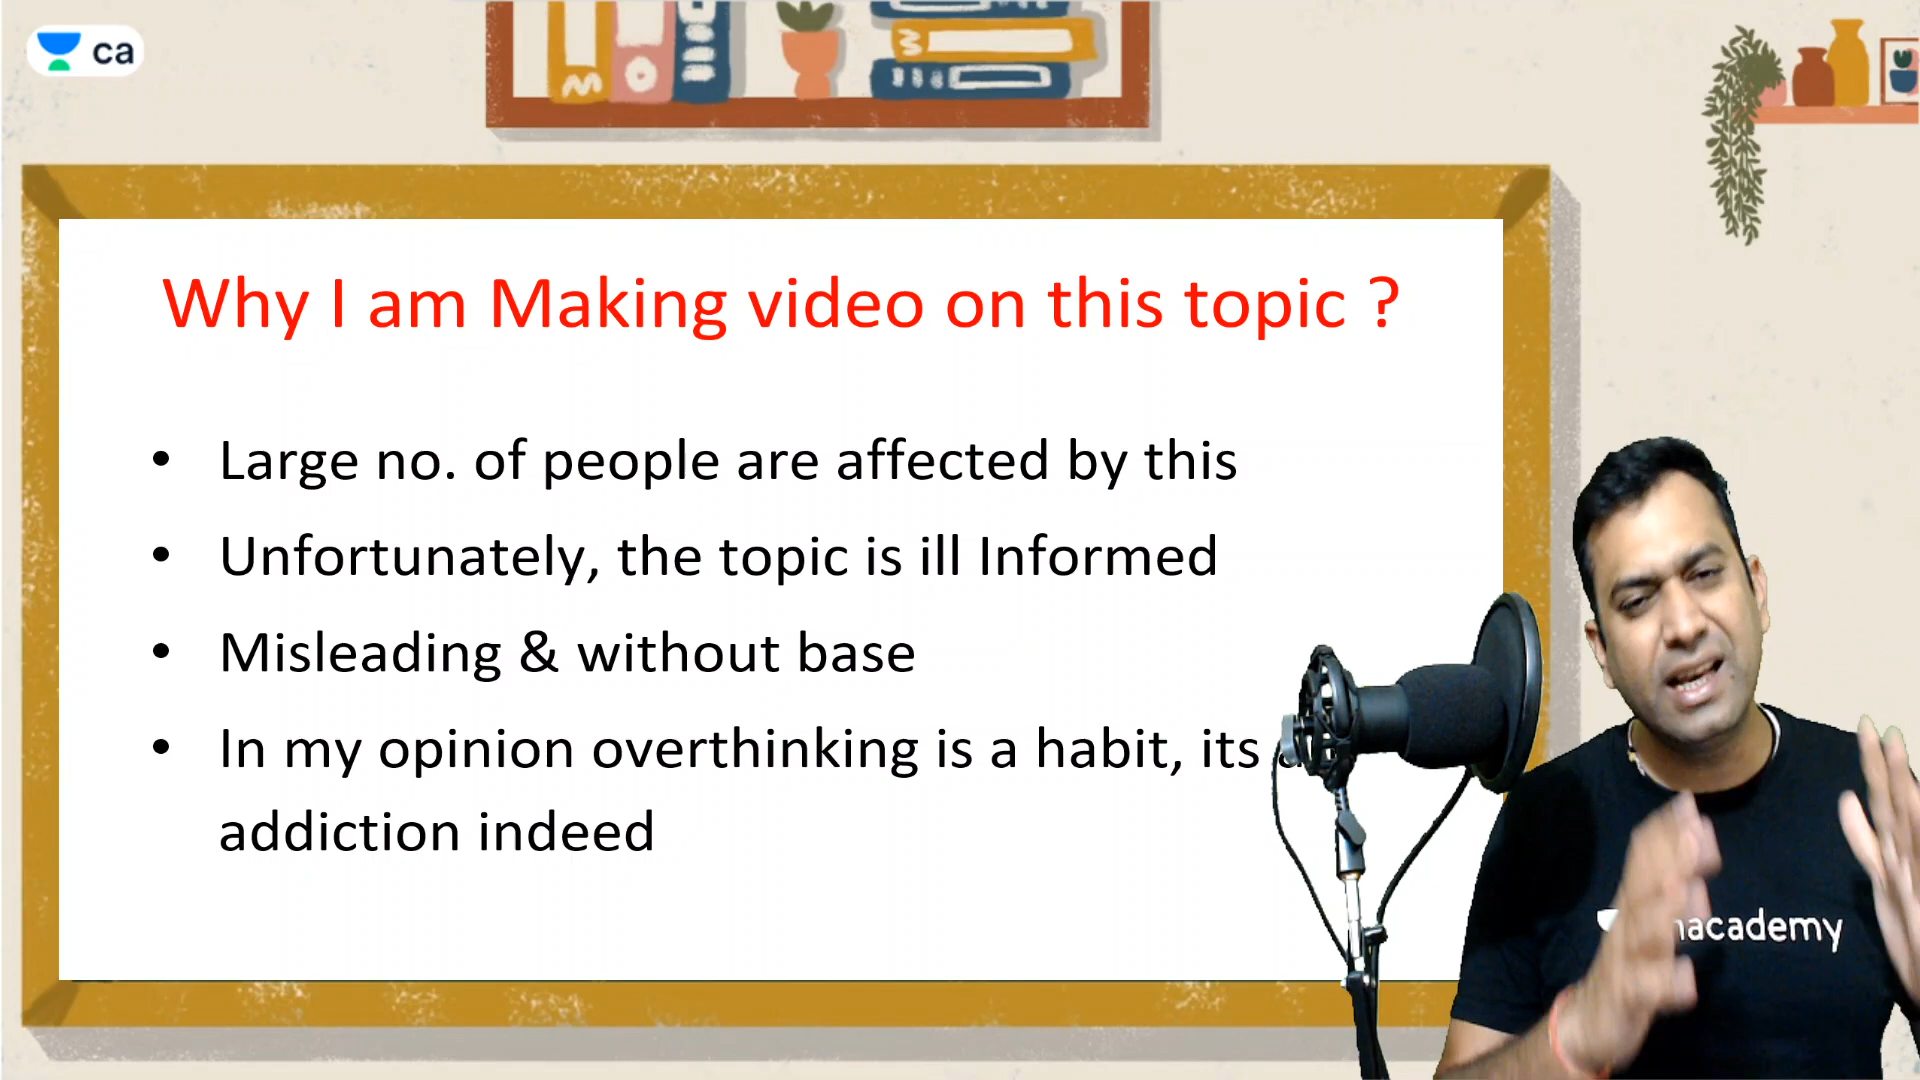 ca
Why I am Making video on this topic ?
• Large no. of people are affected by this
• Unfortunately, the topic is ill Informed
• Misleading & without base
• In my opinion overthinking is a habit, its
addiction indeed